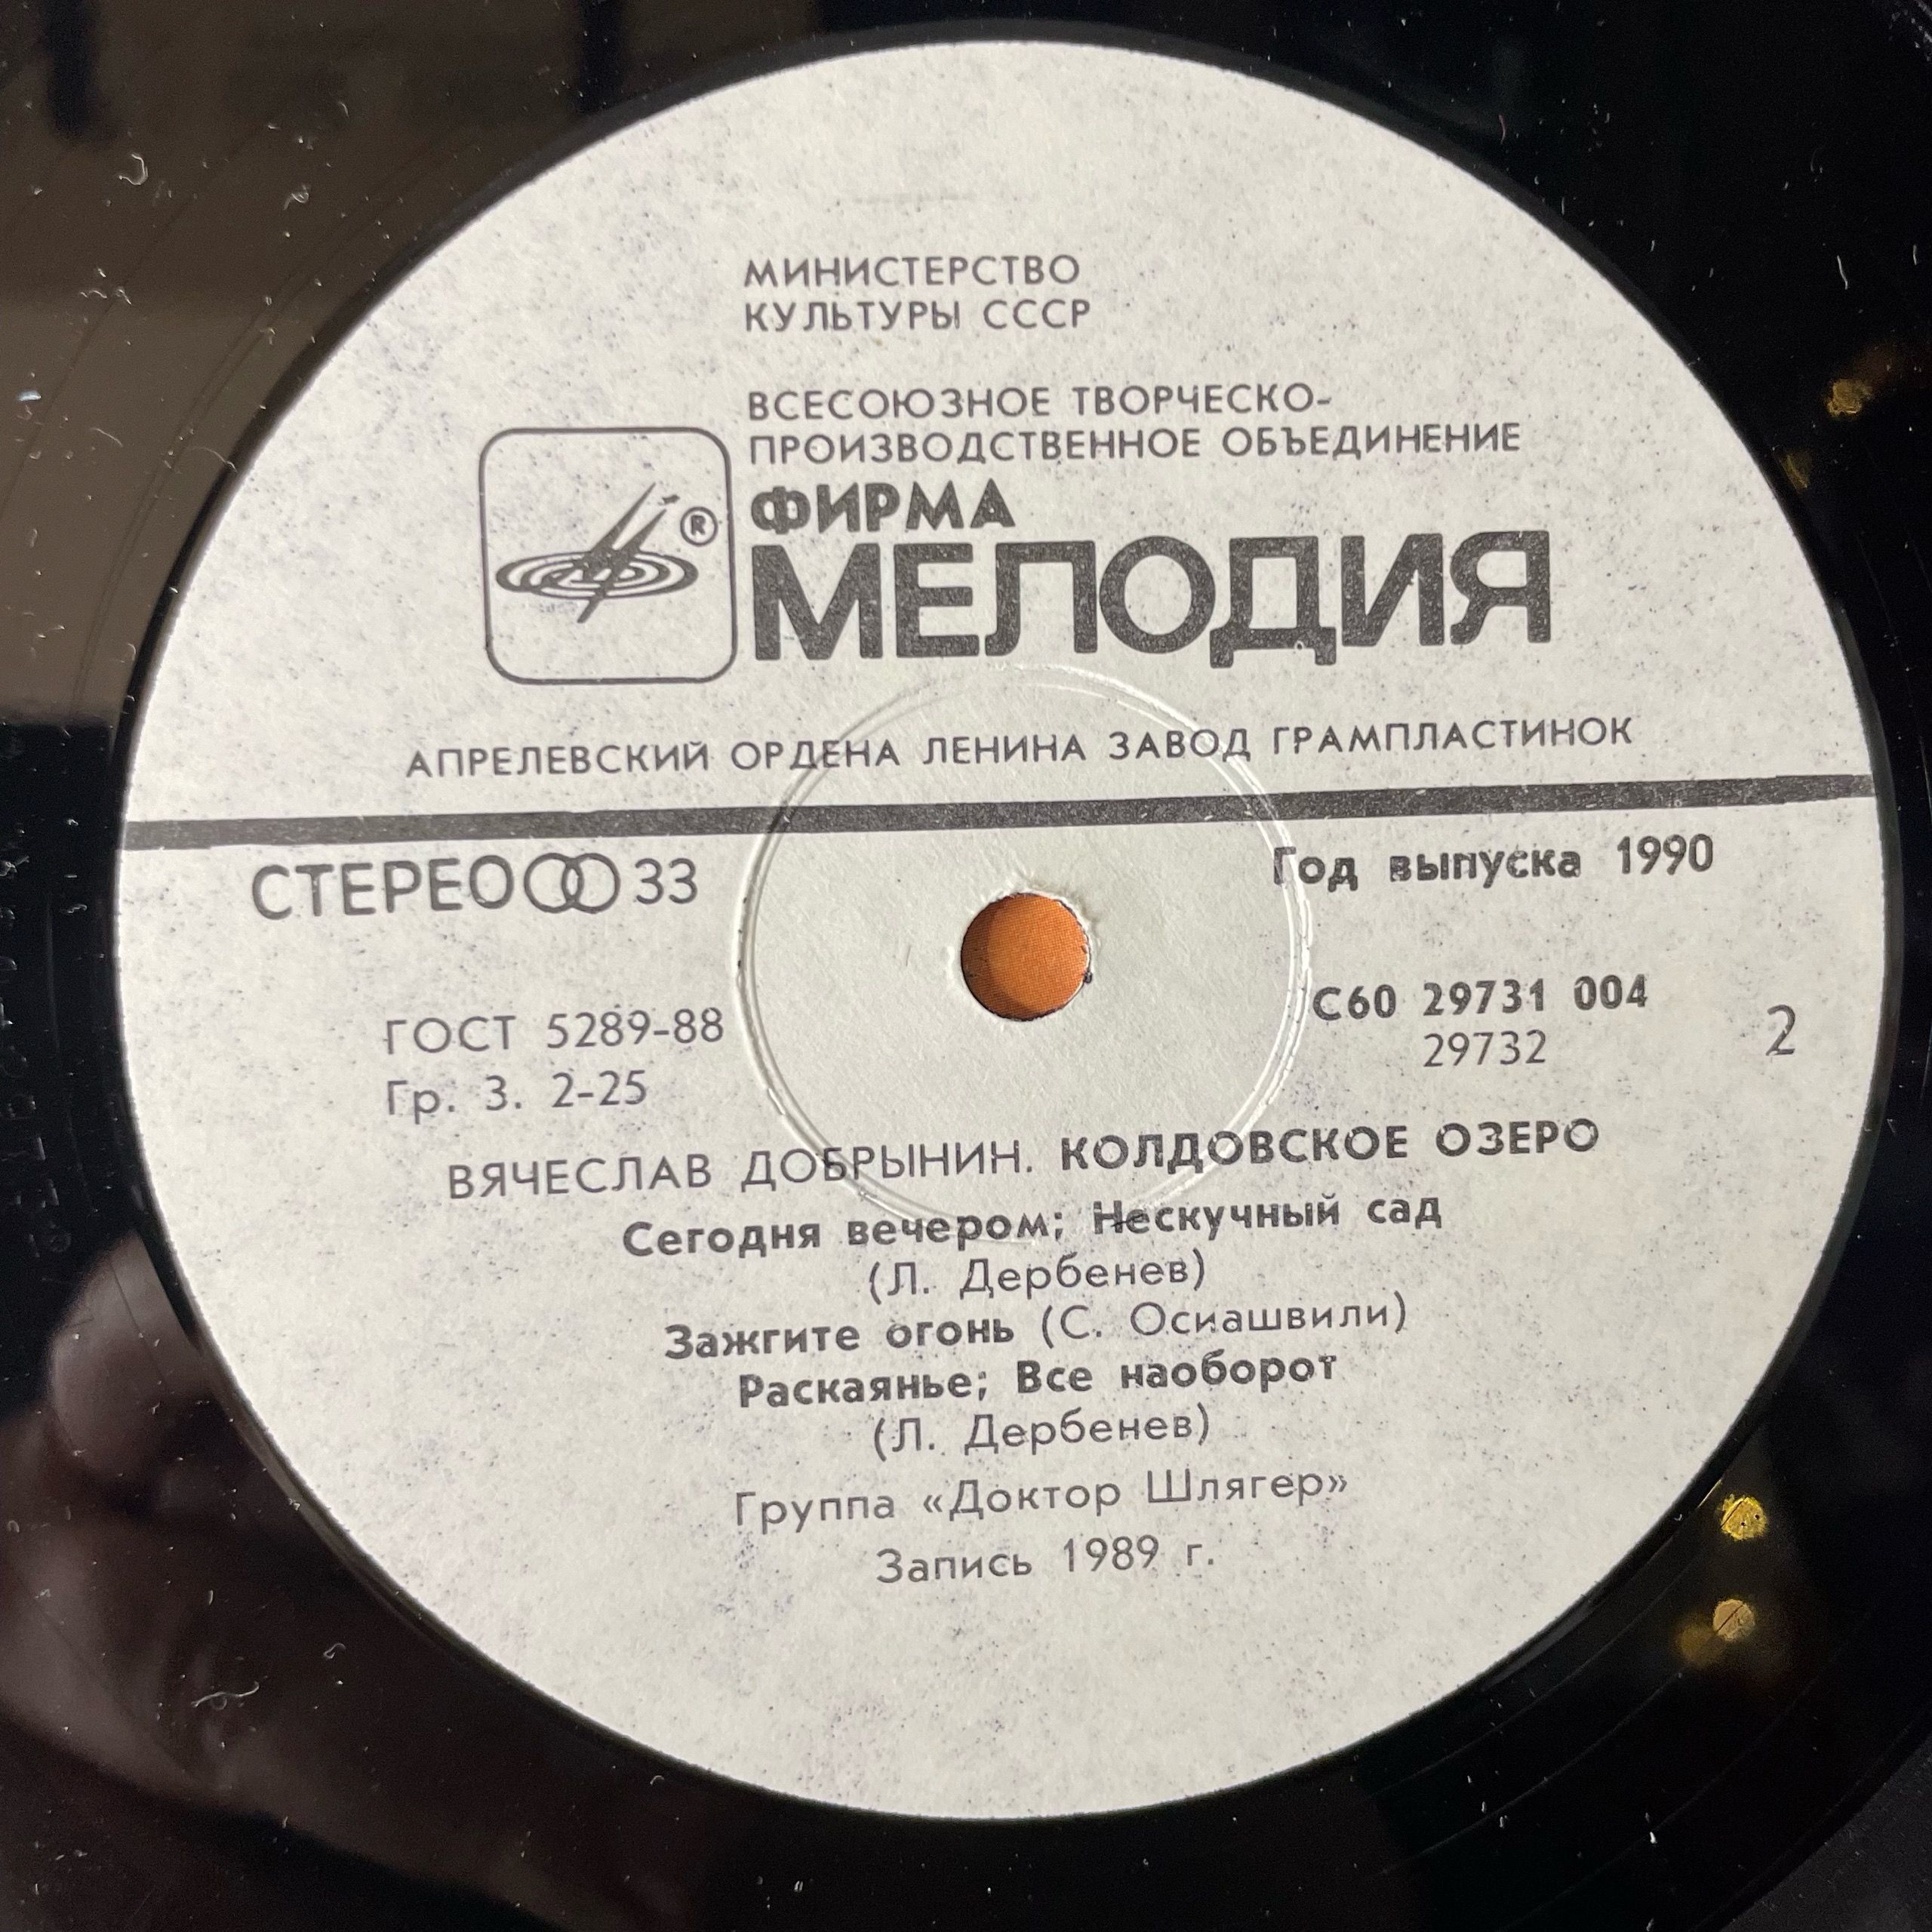 МИНИСТЕРСТВО
КУЛЬТУРЫ СССР
ВСЕСОЮЗНОЕ ТВОРЧЕСКО-
ПРОИЗВОДСТВЕННОЕ ОБЪЕДИНЕНИЕ
®
ФИРМА
МЕЛОДИЯ
АПРЕЛЕВСКИЙ ОРДЕНА ЛЕНИНА ЗАВОД ГРАМПЛАСТИНОК
СТЕРЕО 33
Год выпуска 1990
ГОСТ 5289-88
Гр. 3. 2-25
С60 29731 004
29732
2
ВЯЧЕСЛАВ ДОБРЫНИН. КОЛДОВСКОЕ ОЗЕРО
Сегодня вечером; Нескучный сад
(Л. Дербенев)
Зажгите огонь (С. Осиашвили)
Раскаянье; Все наоборот
(Л. Дербенев)
Группа «Доктор Шлягер»
Запись 1989 г.